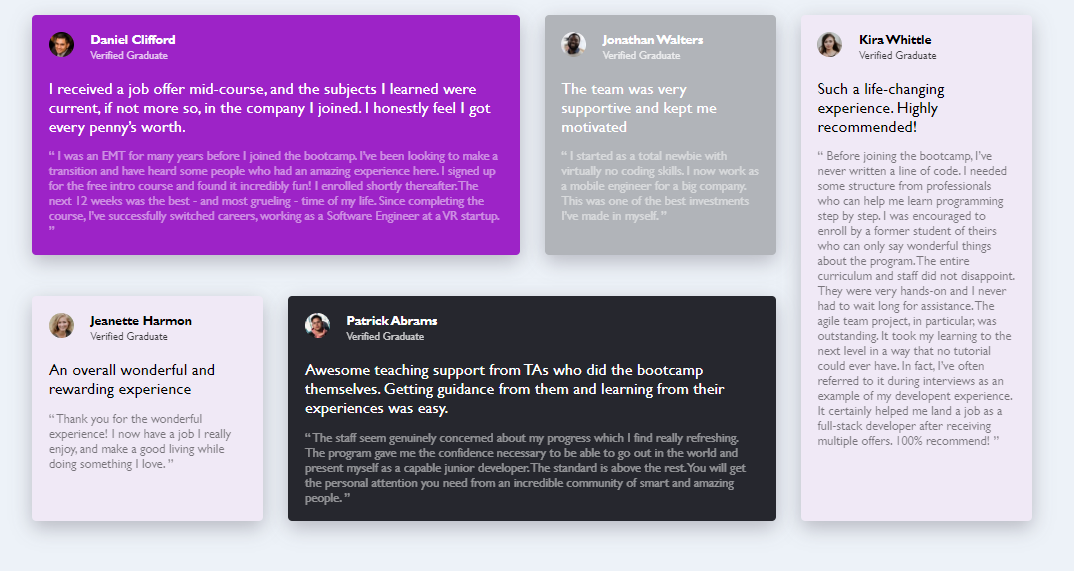 Daniel Clifford
Verified Graduate
I received a job offer mid-course, and the subjects I learned were
current, if not more so, in the company I joined. I honestly feel I got
every penny's worth.
“ I was an EMT for many years before I joined the bootcamp. I've been looking to make a
transition and have heard some people who had an amazing experience here. I signed up
for the free intro course and found it incredibly fun! I enrolled shortly thereafter. The
next 12 weeks was the best - and most grueling - time of my life. Since completing the
course, I've successfully switched careers, working as a Software Engineer at a VR startup.
”
Jonathan Walters
Verified Graduate
The team was very
supportive and kept me
motivated
“ I started as a total newbie with
virtually no coding skills. I now work as
a mobile engineer for a big company.
This was one of the best investments
I've made in myself. ”
Kira Whittle
Verified Graduate
Such a life-changing
experience. Highly
recommended!
“ Before joining the bootcamp, I've
never written a line of code. I needed
some structure from professionals
who can help me learn programming
step by step. I was encouraged to
enroll by a former student of theirs
who can only say wonderful things
about the program. The entire
curriculum and staff did not disappoint.
They were very hands-on and I never
had to wait long for assistance. The
agile team project, in particular, was
outstanding. It took my learning to the
next level in a way that no tutorial
could ever have. In fact, I've often
referred to it during interviews as an
example of my developent experience.
It certainly helped me land a job as a
full-stack developer after receiving
multiple offers. 100% recommend! ”
Jeanette Harmon
Verified Graduate
An overall wonderful and
rewarding experience
“ Thank you for the wonderful
experience! I now have a job I really
enjoy, and make a good living while
doing something I love. ”
Patrick Abrams
Verified Graduate
Awesome teaching support from TAs who did the bootcamp
themselves. Getting guidance from them and learning from their
experiences was easy.
“ The staff seem genuinely concerned about my progress which I find really refreshing.
The program gave me the confidence necessary to be able to go out in the world and
present myself as a capable junior developer. The standard is above the rest. You will get
the personal attention you need from an incredible community of smart and amazing
people. ”